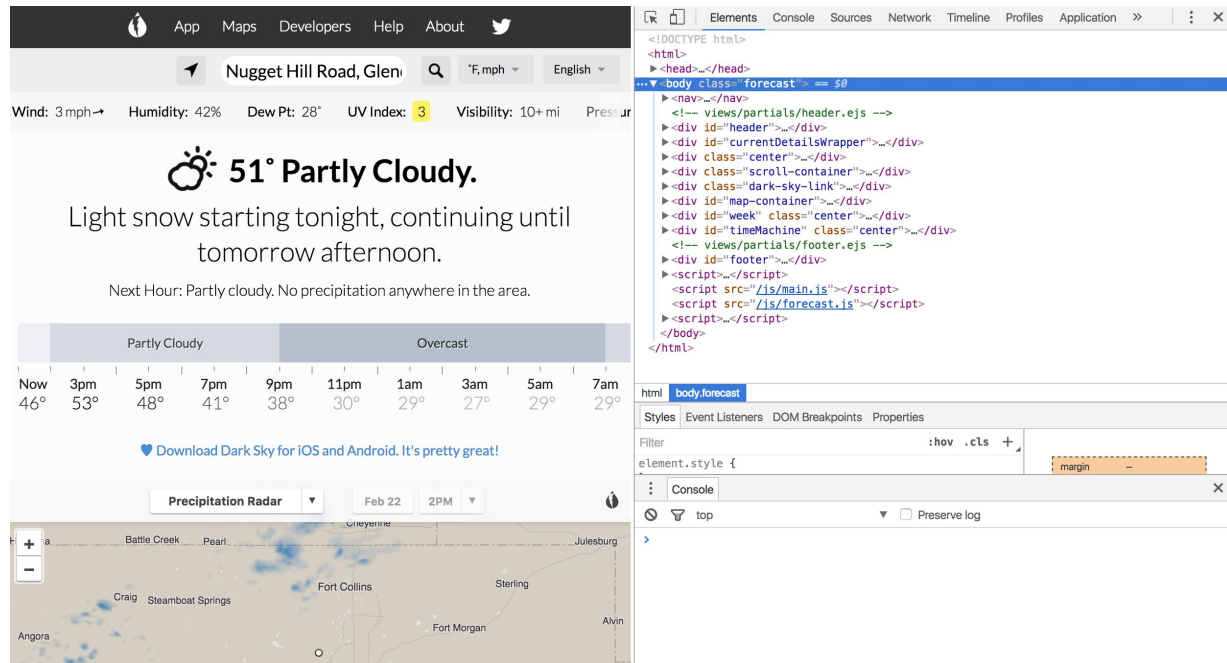 App Maps Developers Help About
Nugget Hill Road, Glen °F, mph English
Wind: 3 mph Humidity: 42% Dew Pt: 28° UV Index: 3 Visibility: 10+ mi Pressur
51° Partly Cloudy.
Light snow starting tonight, continuing until
tomorrow afternoon.
Next Hour: Partly cloudy. No precipitation anywhere in the area.
Partly Cloudy Overcast
Now 3pm 5pm 7pm 9pm 11pm 1am 3am 5am 7am
46° 53° 48° 41° 38° 30° 29° 27° 29° 29°
Download Dark Sky for iOS and Android. It's pretty great!
Precipitation Radar ▼ Feb 22 2PM ▼
Cheyenne
+
Battle Creek Pearl Julesburg
−
Fort Collins Sterling
Craig Steamboat Springs
Fort Morgan Alvin
Angora
Elements Console Sources Network Timeline Profiles Application »
<!DOCTYPE html>
<html>
▶<head>…</head>
…▼<body class="forecast"> == $0
▶<nav>…</nav>
<!-- views/partials/header.ejs -->
▶<div id="header">…</div>
▶<div id="currentDetailsWrapper">…</div>
▶<div class="center">…</div>
▶<div class="scroll-container">…</div>
▶<div class="dark-sky-link">…</div>
▶<div id="map-container">…</div>
▶<div id="week" class="center">…</div>
▶<div id="timeMachine" class="center">…</div>
<!-- views/partials/footer.ejs -->
▶<div id="footer">…</div>
▶<script>…</script>
<script src="/js/main.js"></script>
<script src="/js/forecast.js"></script>
▶<script>…</script>
</body>
</html>
html body.forecast
Styles Event Listeners DOM Breakpoints Properties
Filter :hov .cls +
element.style {
margin –
Console
top ▼ Preserve log
>